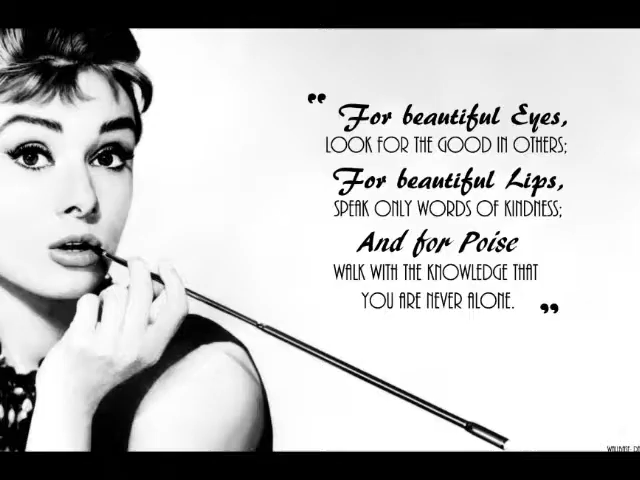 "For beautiful Eyes,
LOOK FOR THE GOOD IN OTHERS;
For beautiful Lips,
SPEAK ONLY WORDS OF KINDNESS;
And for Poise
WALK WITH THE KNOWLEDGE THAT
YOU ARE NEVER ALONE."